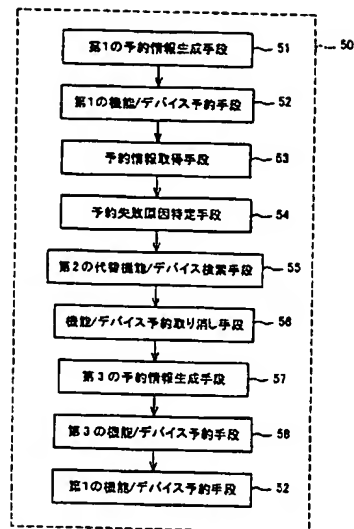 第1の予約情報生成手段 51
50
第1の機能/デバイス予約手段 52
予約情報取得手段 53
予約失敗原因特定手段 54
第2の代替機能/デバイス検索手段 55
機能/デバイス予約取り消し手段 56
第3の予約情報生成手段 57
第3の機能/デバイス予約手段 58
第1の機能/デバイス予約手段 52